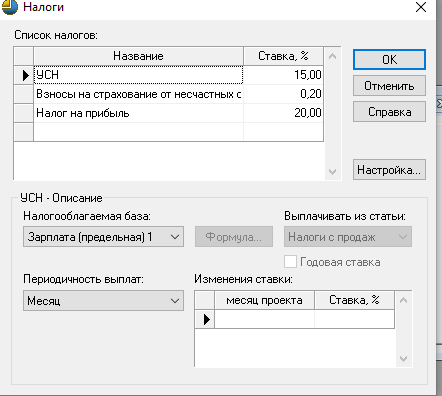 Налоги
Список налогов:
Название Ставка, %
УСН 15,00
Взносы на страхование от несчастных с 0,20
Налог на прибыль 20,00
OK
Отменить
Справка
Настройка...
УСН - Описание
Налогооблагаемая база: Выплачивать из статьи:
Зарплата (предельная) 1 Формула... Налоги с продаж
Годовая ставка
Периодичность выплат: Изменения ставки:
Месяц месяц проекта Ставка, %